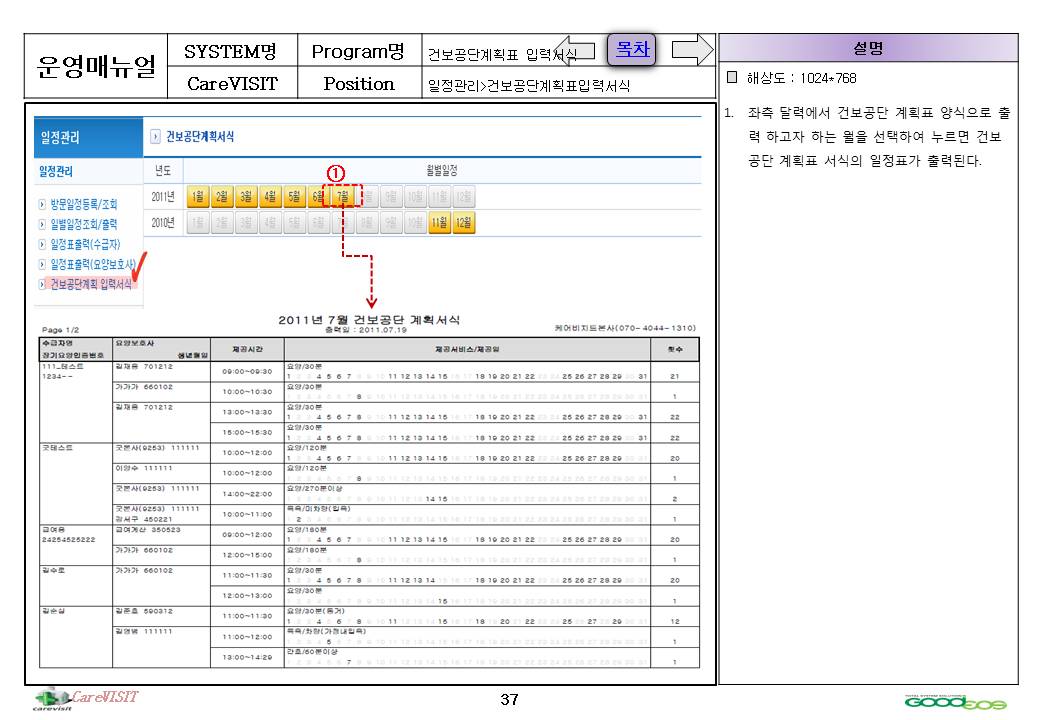 운영매뉴얼
SYSTEM명
Program명
건보공단계획표 입력서식
목차
CareVISIT
Position
일정관리>건보공단계획표입력서식
설명
해상도 : 1024*768
1. 좌측 달력에서 건보공단 계획표 양식으로 출
력 하고자 하는 월을 선택하여 누르면 건보
공단 계획표 서식의 일정표가 출력된다.
일정관리
건보공단계획서식
일정관리
방문일정등록/조회
일별일정조회/출력
일정표출력(수급자)
일정표출력(요양보호사)
건보공단계획 입력서식
년도 월별일정
①
2011년 1월 2월 3월 4월 5월 6월 7월 9월 10월 11월 12월
2010년 1월 2월 3월 4월 5월 6월 7월 8월 9월 10월 11월 12월
2011년 7월 건보공단 계획서식
Page 1/2
출력일 : 2011.07.19
케어비지트본사(070-4044-1310)
수급자명
장기요양인증번호
요양보호사
생년월일
제공시간
제공서비스/제공일
횟수
111_테스트
1234--
김재용 701212
09:00~09:30
요양/30분
1 4 5 6 7 8 11 12 13 14 15 18 19 20 21 22 25 26 27 28 29 31
21
가가가 660102
10:00~10:30
요양/30분
8
1
김재용 701212
13:00~13:30
요양/30분
1 4 5 6 7 8 11 12 13 14 15 18 19 20 21 22 25 26 27 28 29 31
22
15:00~15:30
요양/30분
1 4 5 6 7 8 11 12 13 14 15 18 19 20 21 22 25 26 27 28 29 31
22
굿테스트
굿본사(9253) 111111
10:00~12:00
요양/120분
1 4 5 6 7 11 12 13 14 15 18 19 20 21 22 25 26 27 28 29
20
이양수 111111
10:00~12:00
요양/120분
8
1
굿본사(9253) 111111
14:00~22:00
요양/270분이상
14 15
2
굿본사(9253) 111111
강서구 450221
10:00~11:00
목욕/미차량(입욕)
2
1
급여용
24254525222
급여계산 350523
09:00~12:00
요양/180분
1 4 5 6 7 11 12 13 14 15 18 19 20 21 22 25 26 27 28 29
20
가가가 660102
12:00~15:00
요양/180분
8
1
김수로
가가가 660102
11:00~11:30
요양/30분
1 4 5 6 7 8 11 12 13 14 18 19 20 21 22 25 26 27 28 29
20
12:00~13:00
요양/30분
15
1
김순실
김준호 590312
11:00~11:30
요양/30분(동거)
1 4 5 6 7 8 11 15 18 20 22 25 27 29
12
김영범 111111
11:00~12:00
목욕/차량(가정내입욕)
5
1
13:00~14:29
간호/60분이상
7
1
CareVISIT
carevisit
37
TOTAL SYSTEM SOLUTION
GOODEOS